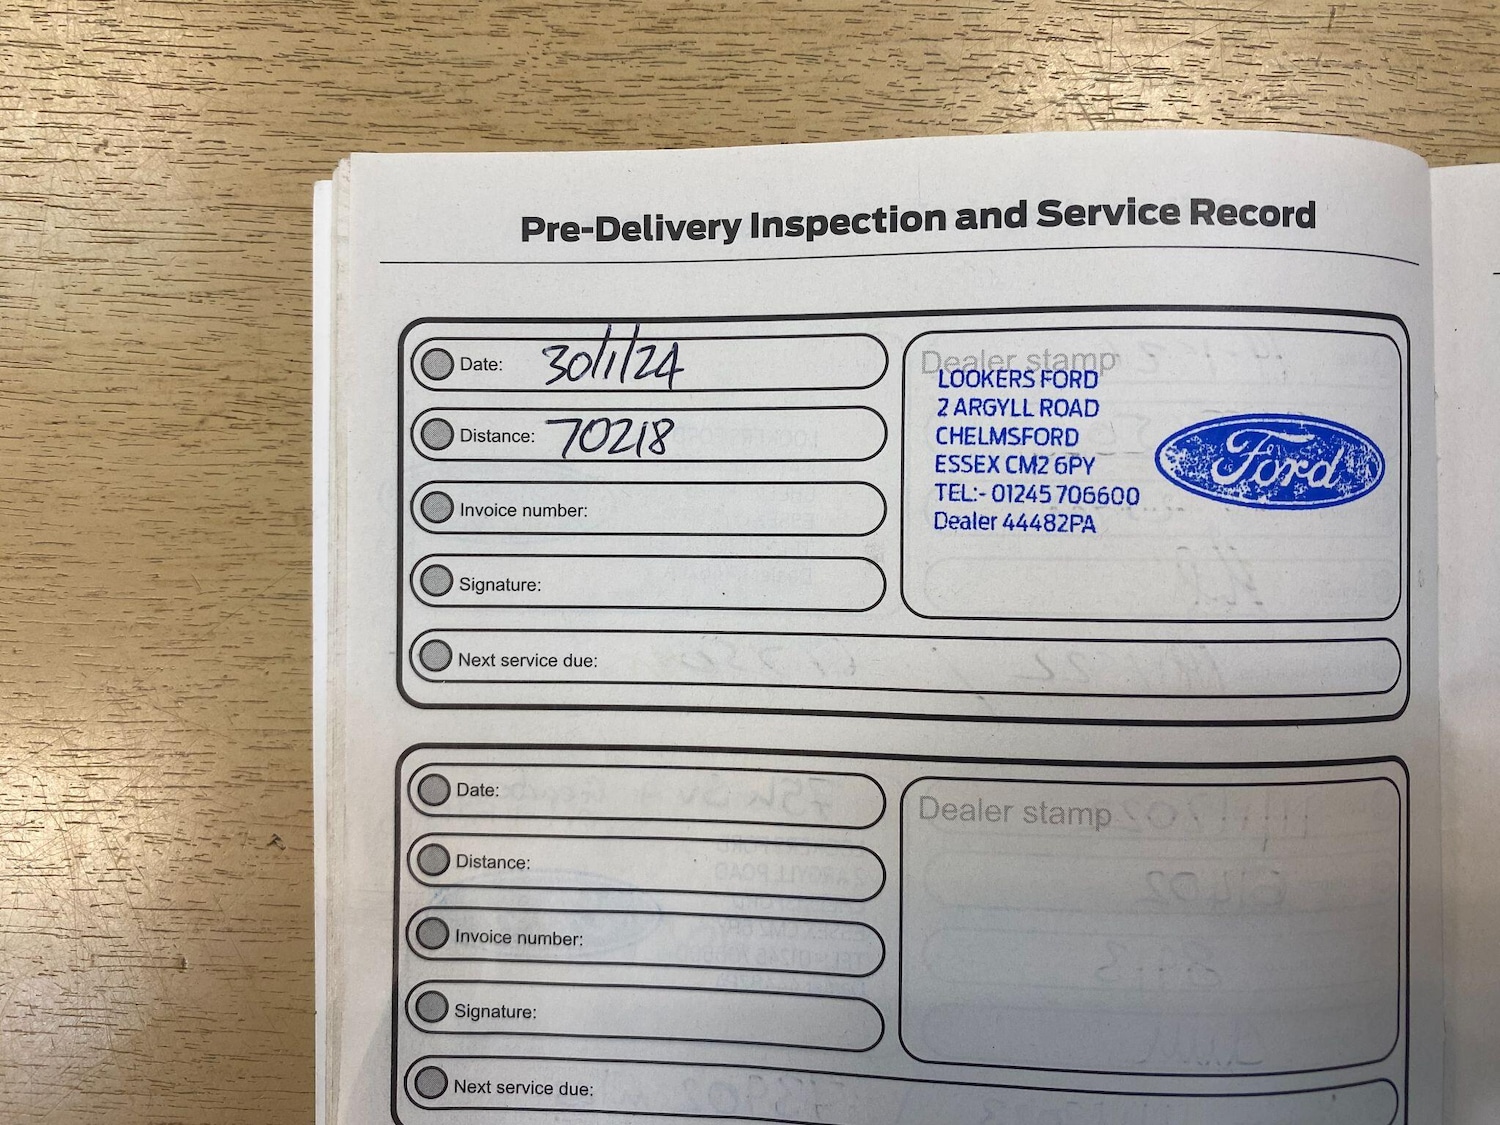 Pre-Delivery Inspection and Service Record
Date: 30/1/24
Distance: 70218
Invoice number:
Signature:
Next service due:
Dealer stamp
LOOKERS FORD
2 ARGYLL ROAD
CHELMSFORD
ESSEX CM2 6PY
TEL:- 01245 706600
Dealer 44482PA
Ford
Date:
Distance:
Invoice number:
Signature:
Next service due:
Dealer stamp